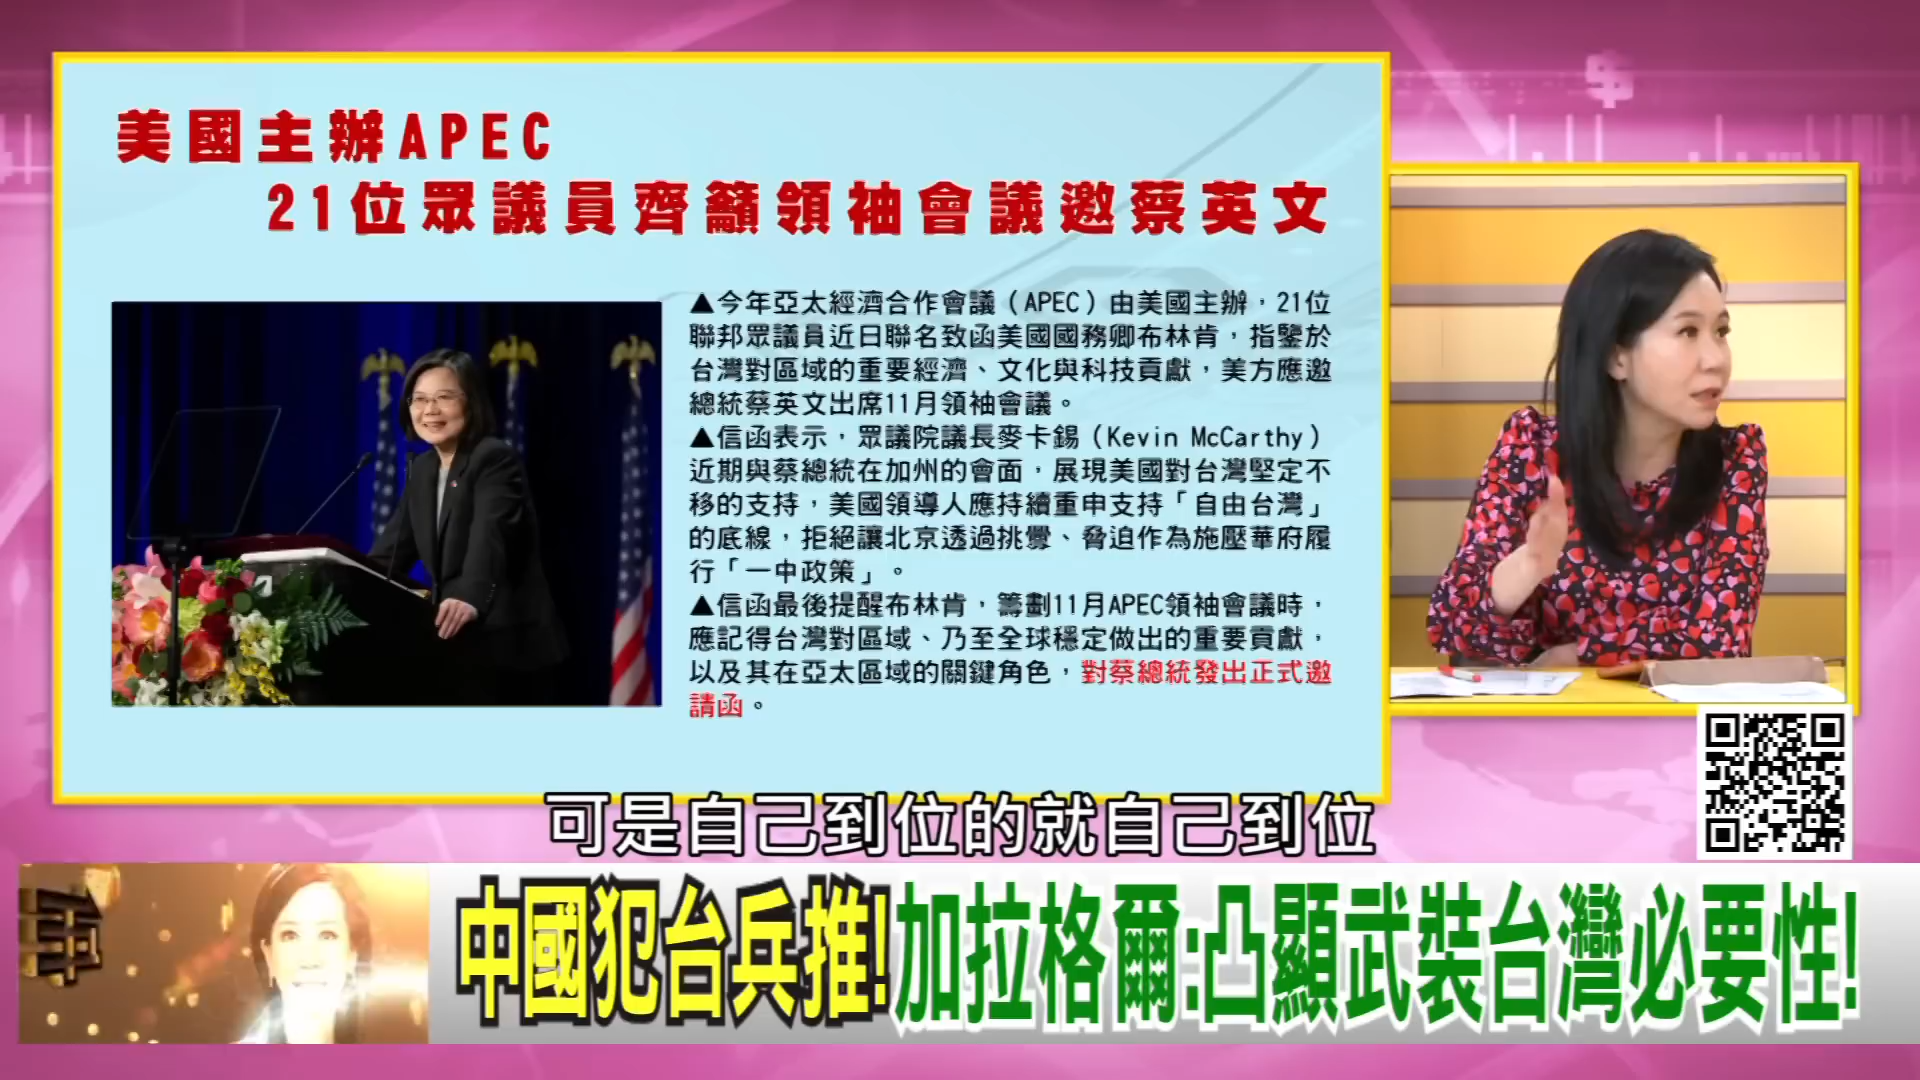 美國主辦APEC
21位眾議員齊籲領袖會議邀蔡英文
▲今年亞太經濟合作會議（APEC）由美國主辦，21位
聯邦眾議員近日聯名致函美國國務卿布林肯，指鑒於
台灣對區域的重要經濟、文化與科技貢獻，美方應邀
總統蔡英文出席11月領袖會議。
▲信函表示，眾議院議長麥卡錫（Kevin McCarthy）
近期與蔡總統在加州的會面，展現美國對台灣堅定不
移的支持，美國領導人應持續重申支持「自由台灣」
的底線，拒絕讓北京透過挑釁、脅迫作為施壓華府履
行「一中政策」。
▲信函最後提醒布林肯，籌劃11月APEC領袖會議時，
應記得台灣對區域、乃至全球穩定做出的重要貢獻，
以及其在亞太區域的關鍵角色，對蔡總統發出正式邀
請函。
可是自己到位的就自己到位
中國犯台兵推!加拉格爾:凸顯武裝台灣必要性!